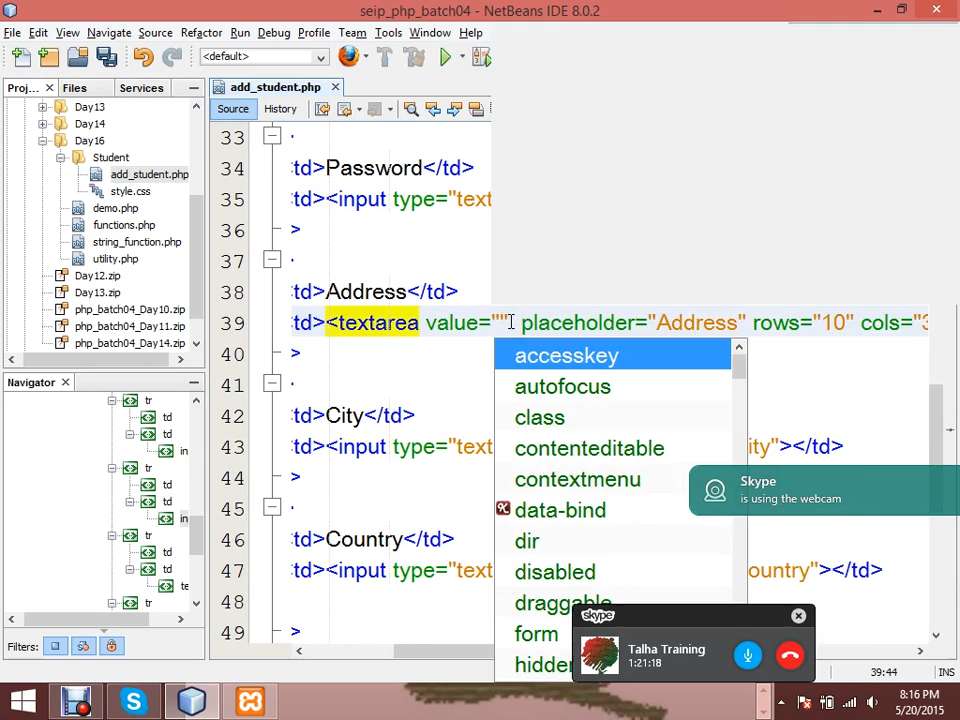 seip_php_batch04 - NetBeans IDE 8.0.2
File Edit View Navigate Source Refactor Run Debug Profile Team Tools Window Help
<default>
Proj... Files Services
add_student.php
Source History
Day13
Day14
Day16
Student
add_student.php
style.css
demo.php
functions.php
string_function.php
utility.php
Day12.zip
Day13.zip
php_batch04_Day10.zip
php_batch04_Day14.zip
Navigator
tr
td
td
in
tr
td
td
in
tr
td
td
te
tr
Filters:
33
34 td>Password</td>
35 td><input type="text
36 >
37
38 td>Address</td>
39 td><textarea value="" placeholder="Address" rows="10" cols="3
40 >
41
42 td>City</td>
43 td><input type="tex ity"></td>
44 >
45
46 td>Country</td>
47 td><input type="tex ountry"></td>
48
49 >
accesskey
autofocus
class
contenteditable
contextmenu
data-bind
dir
disabled
draggable
form
hidden
Skype
is using the webcam
skype
Talha Training
1:21:18
39:44 INS
8:16 PM
5/20/2015